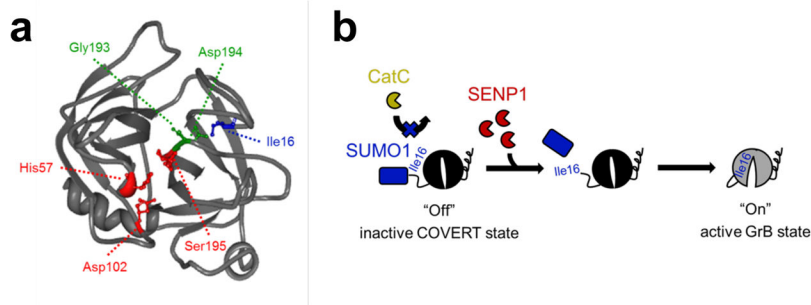 a
Gly193
Asp194
Ile16
His57
Ser195
Asp102
b
CatC
SENP1
SUMO1
Ile16
Ile16
Ile16
"Off"
inactive COVERT state
"On"
active GrB state